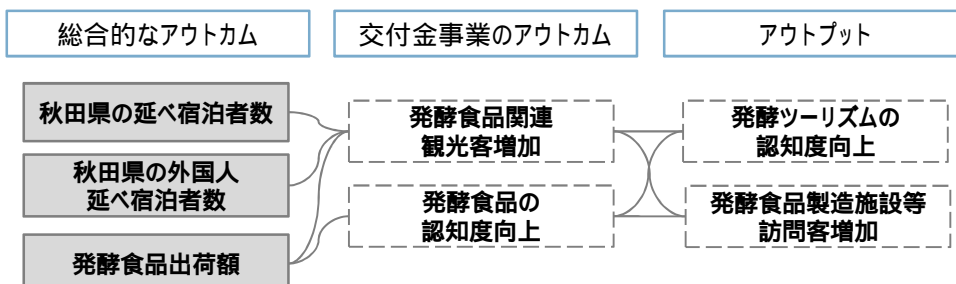 総合的なアウトカム
交付金事業のアウトカム
アウトプット
秋田県の延べ宿泊者数
秋田県の外国人
延べ宿泊者数
発酵食品出荷額
発酵食品関連
観光客増加
発酵食品の
認知度向上
発酵ツーリズムの
認知度向上
発酵食品製造施設等
訪問客増加